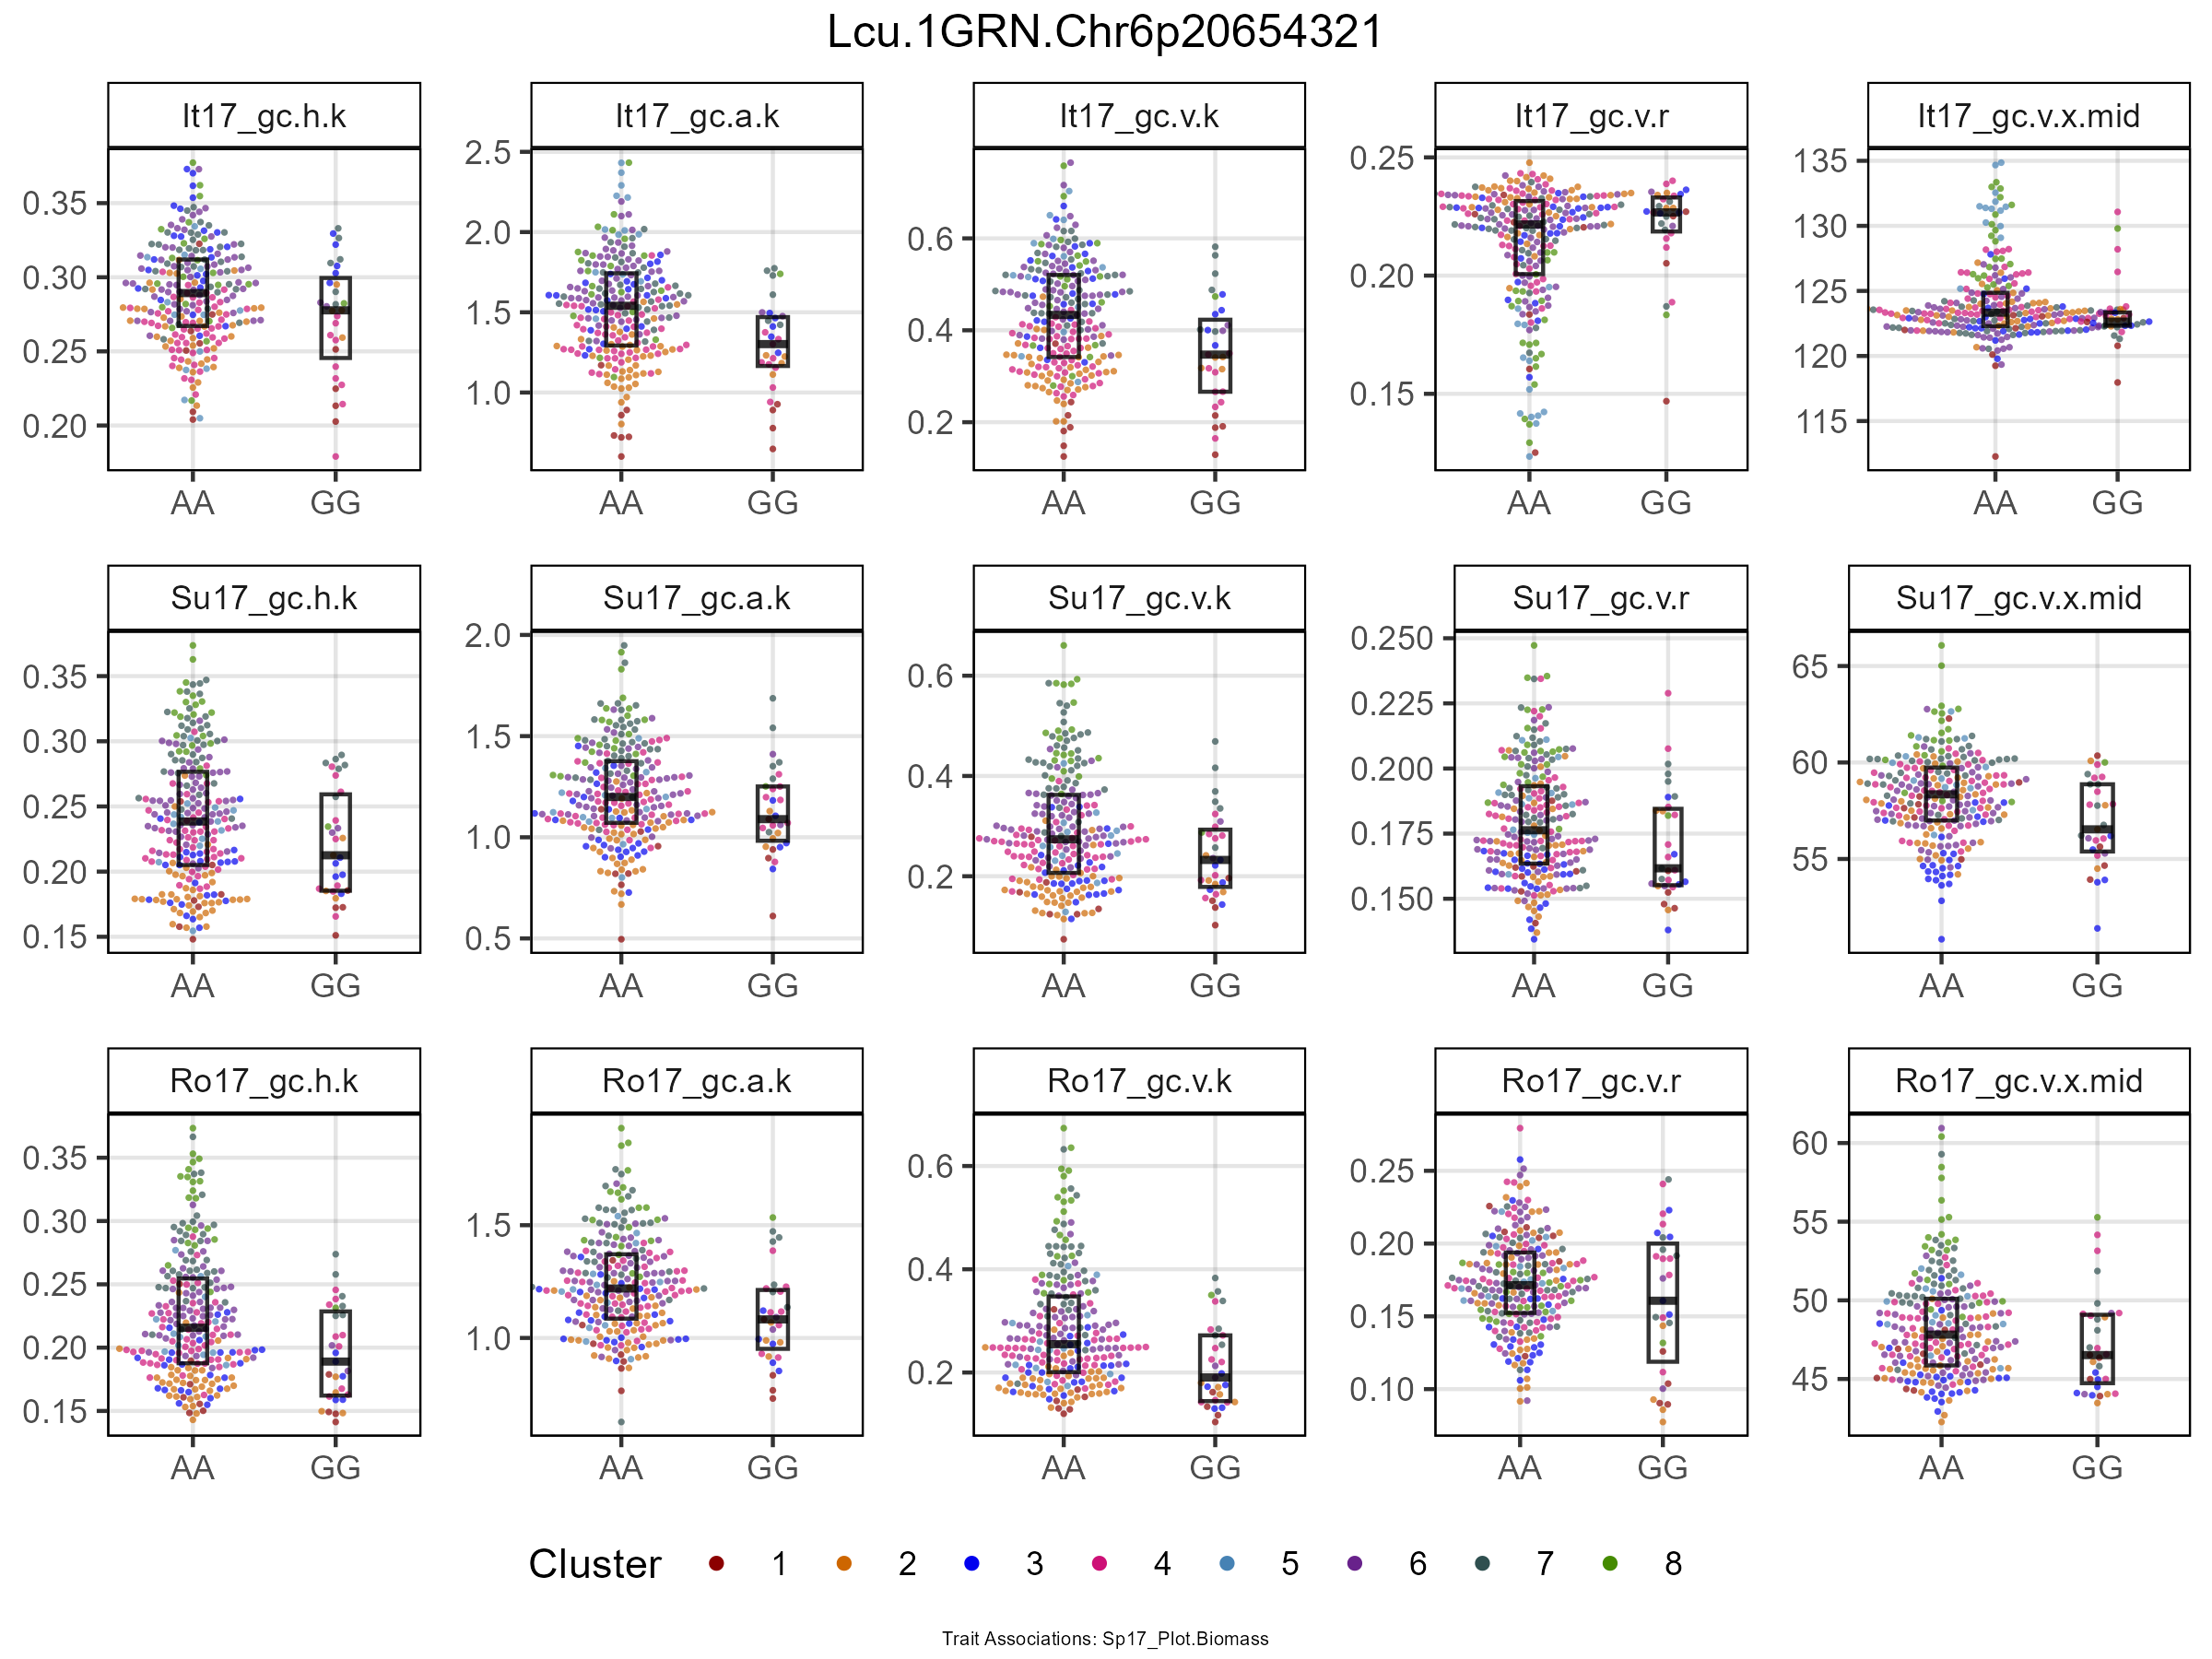 Lcu.1GRN.Chr6p20654321
It17_gc.h.k
It17_gc.a.k
It17_gc.v.k
It17_gc.v.r
It17_gc.v.x.mid
0.35
0.30
0.25
0.20
AA GG
2.5
2.0
1.5
1.0
AA GG
0.6
0.4
0.2
AA GG
0.25
0.20
0.15
AA GG
135
130
125
120
115
AA GG
Su17_gc.h.k
Su17_gc.a.k
Su17_gc.v.k
Su17_gc.v.r
Su17_gc.v.x.mid
0.35
0.30
0.25
0.20
0.15
AA GG
2.0
1.5
1.0
0.5
AA GG
0.6
0.4
0.2
AA GG
0.250
0.225
0.200
0.175
0.150
AA GG
65
60
55
AA GG
Ro17_gc.h.k
Ro17_gc.a.k
Ro17_gc.v.k
Ro17_gc.v.r
Ro17_gc.v.x.mid
0.35
0.30
0.25
0.20
0.15
AA GG
1.5
1.0
AA GG
0.6
0.4
0.2
AA GG
0.25
0.20
0.15
0.10
AA GG
60
55
50
45
AA GG
Cluster 1 2 3 4 5 6 7 8
Trait Associations: Sp17_Plot.Biomass